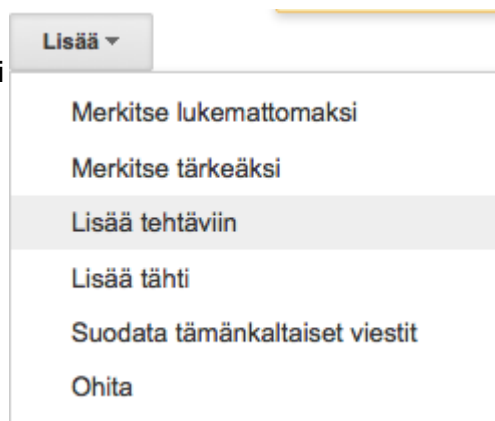 Lisää
i
Merkitse lukemattomaksi
Merkitse tärkeäksi
Lisää tehtäviin
Lisää tähti
Suodata tämänkaltaiset viestit
Ohita